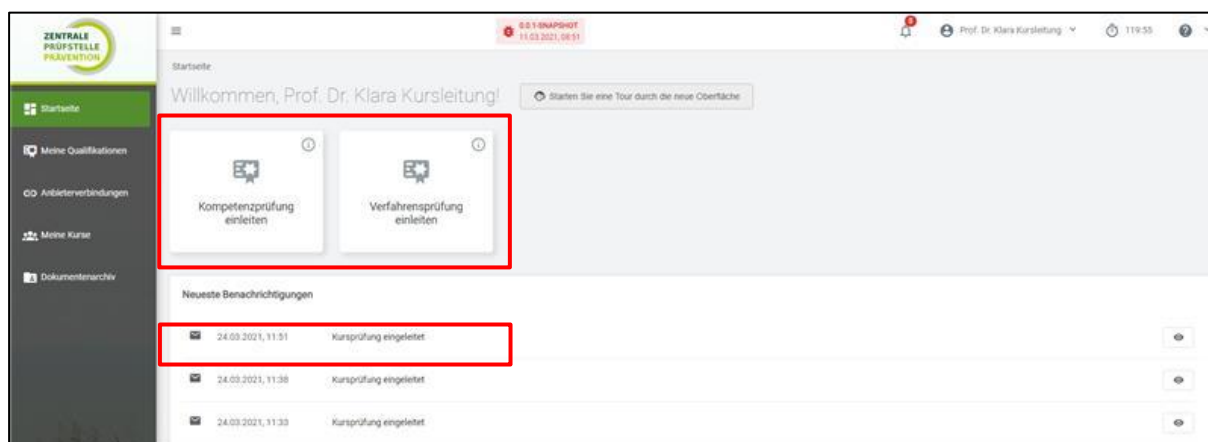 ZENTRALE
PRÜFSTELLE
PRÄVENTION
0.0.1-SNAPSHOT
11.03.2021, 08:51
Prof. Dr. Klara Kursleitung
119:55
Startseite
Willkommen, Prof. Dr. Klara Kursleitung!
Starten Sie eine Tour durch die neue Oberfläche
Startseite
Meine Qualifikationen
Anbieterverbindungen
Meine Kurse
Dokumentenarchiv
Kompetenzprüfung
einleiten
Verfahrensprüfung
einleiten
Neueste Benachrichtigungen
24.03.2021, 11:51 Kursprüfung eingeleitet
24.03.2021, 11:38 Kursprüfung eingeleitet
24.03.2021, 11:33 Kursprüfung eingeleitet